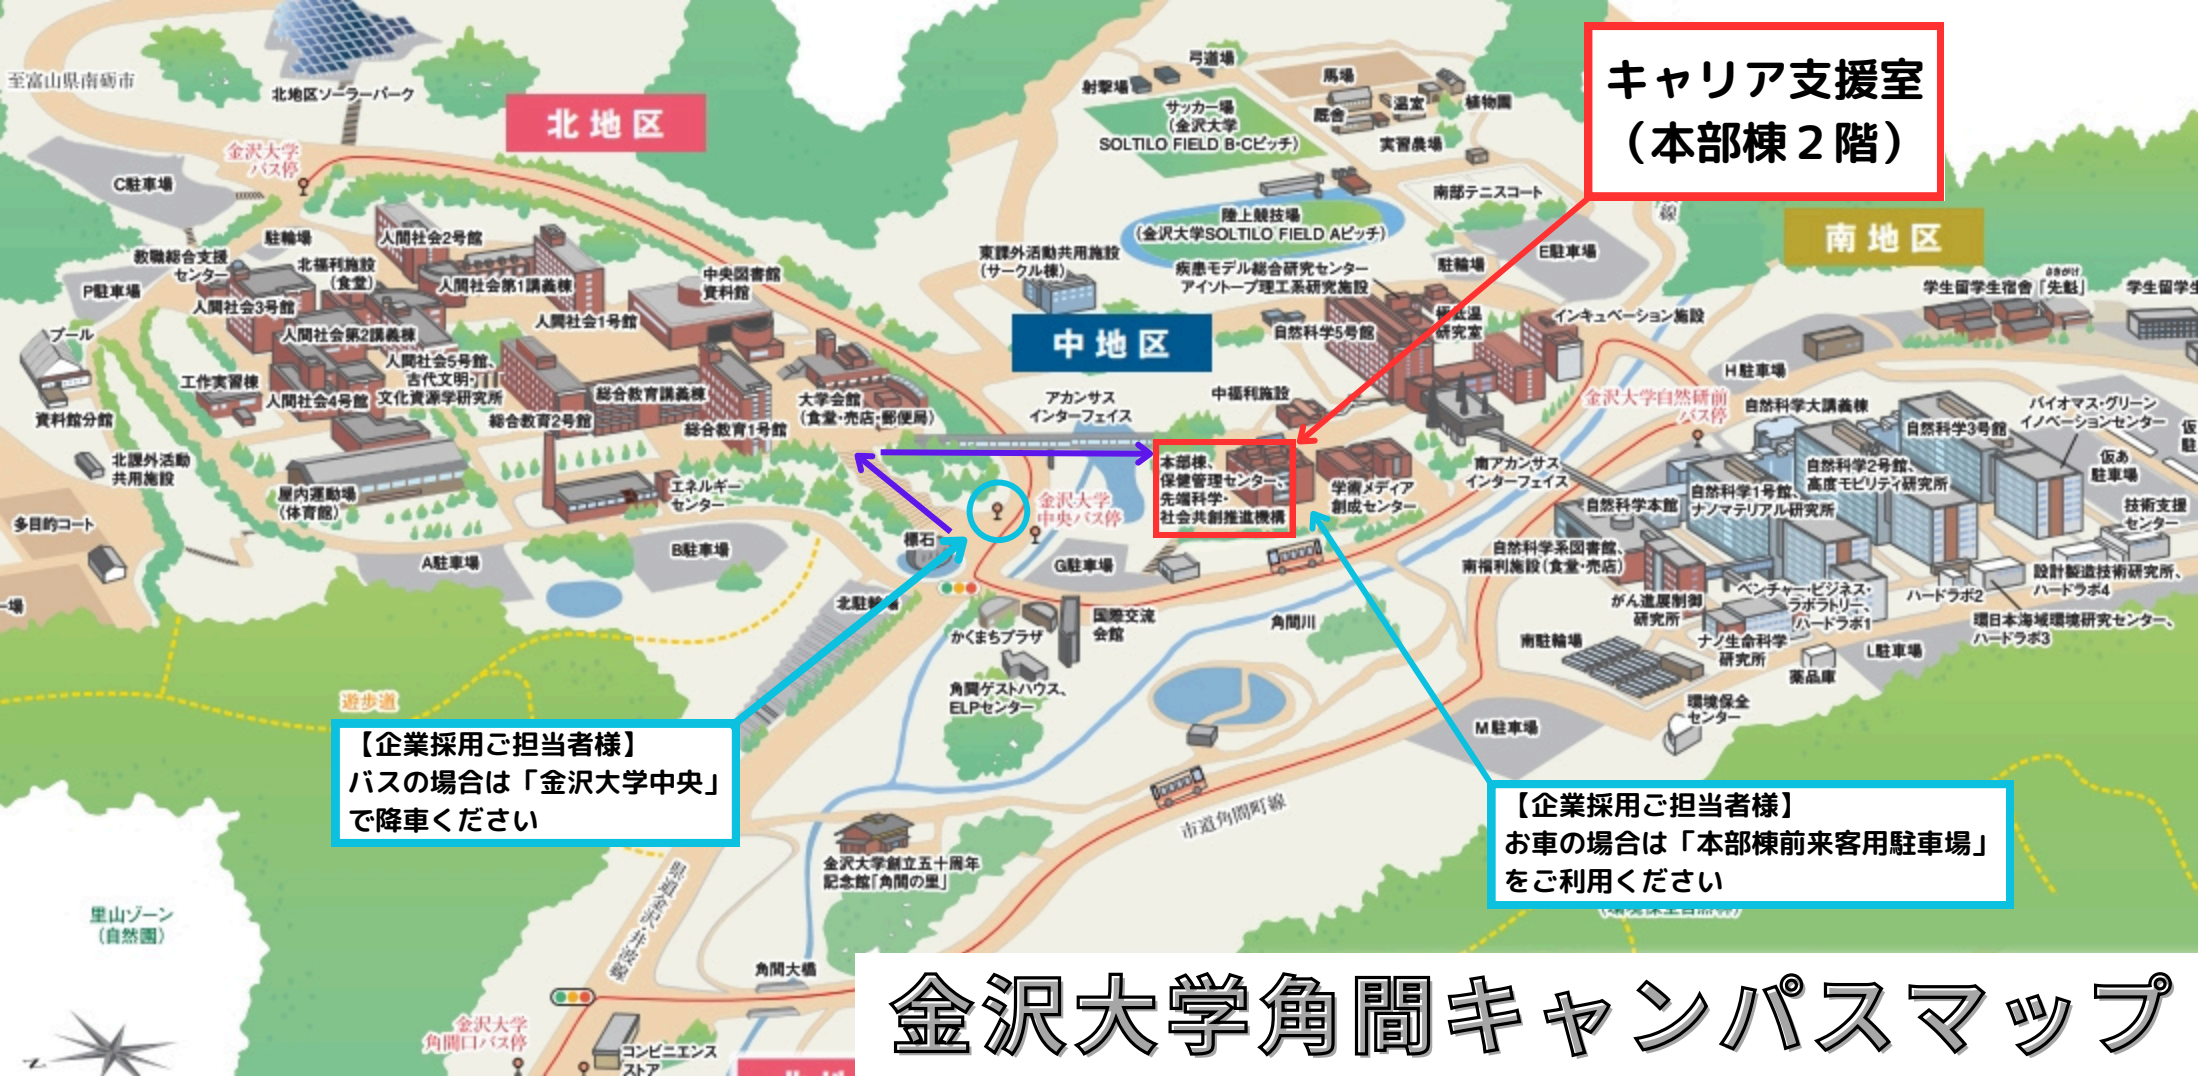 至富山県南砺市
北地区ソーラーパーク
北地区
金沢大学
バス停
C駐車場
駐輪場
教職総合支援
センター
P駐車場
プール
資料館分館
北課外活動
共用施設
多目的コート
人間社会2号館
北福利施設
(食堂)
人間社会第1講義棟
人間社会3号館
人間社会第2講義棟
人間社会1号館
中央図書館
資料館
人間社会5号館、
古代文明・
文化資源学研究所
工作実習棟
人間社会4号館
総合教育講義棟
総合教育2号館
総合教育1号館
大学会館
(食堂・売店・郵便局)
屋内運動場
(体育館)
エネルギー
センター
A駐車場
B駐車場
標石
北駐輪場
遊歩道
里山ゾーン
(自然園)
弓道場
射撃場
サッカー場
(金沢大学
SOLTILO FIELD B・Cピッチ)
馬場
厩舎
温室
植物園
実習農場
南部テニスコート
陸上競技場
(金沢大学SOLTILO FIELD Aピッチ)
東課外活動共用施設
(サークル棟)
疾患モデル総合研究センター
アイソトープ理工系研究施設
駐輪場
E駐車場
線
中地区
自然科学5号館
極低温
研究室
インキュベーション施設
アカンサス
インターフェイス
中福利施設
本部棟、
保健管理センター、
先端科学・
社会共創推進機構
学術メディア
創成センター
南アカンサス
インターフェイス
金沢大学
中央バス停
G駐車場
かくまちプラザ
国際交流
会館
角間ゲストハウス、
ELPセンター
角間川
キャリア支援室
（本部棟２階）
南地区
学生留学生宿舎「先魁」
さきがけ
学生留学生
H駐車場
金沢大学自然研前
バス停
自然科学大講義棟
自然科学3号館
バイオマス・グリーン
イノベーションセンター
仮
駐
仮あ
駐車場
自然科学2号館、
高度モビリティ研究所
自然科学1号館、
ナノマテリアル研究所
自然科学本館
技術支援
センター
自然科学系図書館、
南福利施設(食堂・売店)
設計製造技術研究所、
ハードラボ4
がん進展制御
研究所
ベンチャー・ビジネス・
ラボラトリー、
ハードラボ1
ハードラボ2
環日本海域環境研究センター、
ハードラボ3
南駐輪場
ナノ生命科学
研究所
L駐車場
薬品庫
環境保全
センター
M駐車場
市道角間町線
【企業採用ご担当者様】
バスの場合は「金沢大学中央」
で降車ください
【企業採用ご担当者様】
お車の場合は「本部棟前来客用駐車場」
をご利用ください
金沢大学創立五十周年
記念館「角間の里」
県道金沢・井波線
角間大橋
金沢大学
角間口バス停
コンビニエンス
ストア
金沢大学角間キャンパスマップ